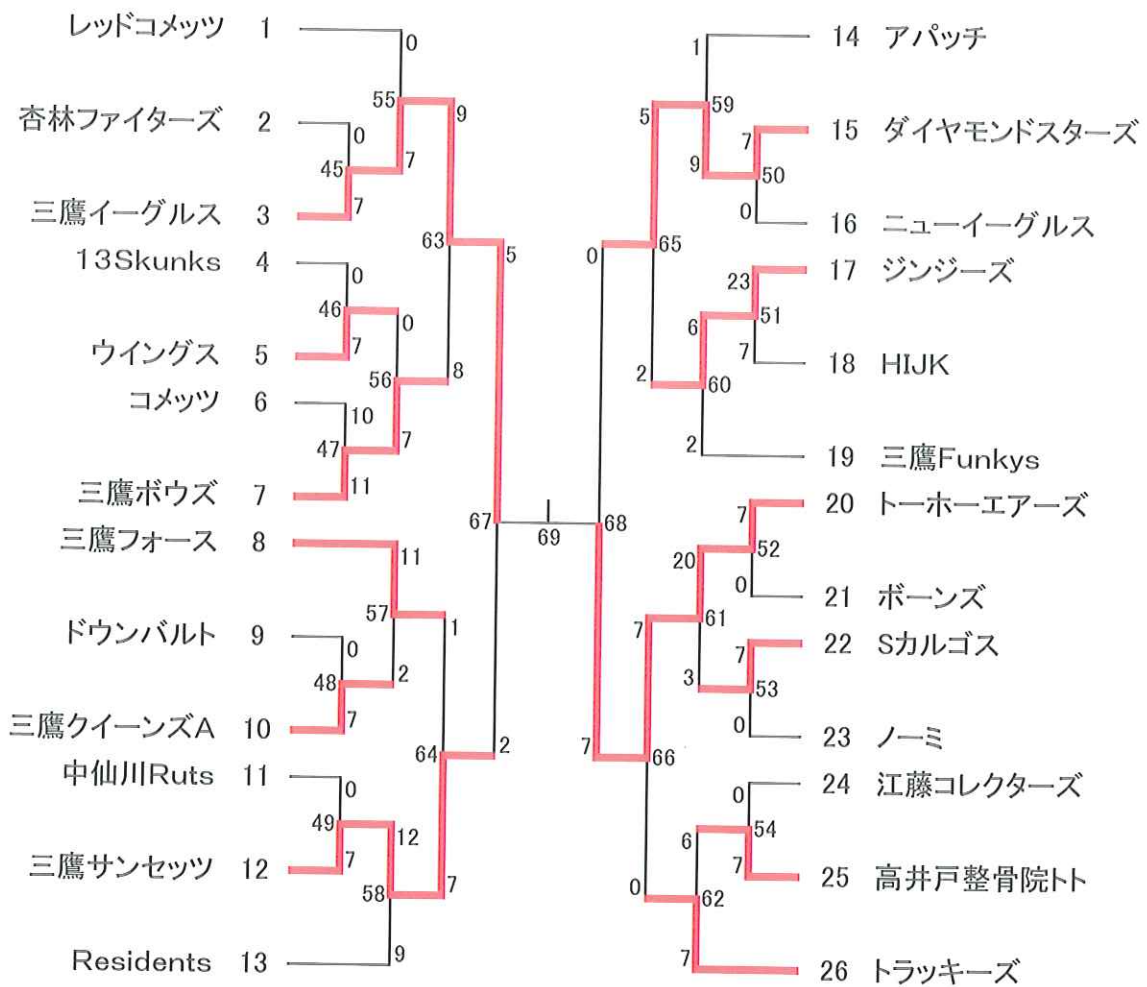 レッドコメッツ 1
0
55
9
杏林ファイターズ 2
0
45
7
三鷹イーグルス 3
7
63
5
13Skunks 4
0
46
0
ウイングス 5
7
56
8
コメッツ 6
10
47
7
三鷹ボウズ 7
11
67
三鷹フォース 8
11
57
1
ドウンバルト 9
0
48
2
三鷹クイーンズA 10
7
64
2
中仙川Ruts 11
0
49
12
三鷹サンセッツ 12
7
58
7
Residents 13
9
69
14 アパッチ
1
5
59
15 ダイヤモンドスターズ
7
9
50
16 ニューイーグルス
0
0
65
17 ジンジーズ
23
6
51
18 HIJK
7
2
60
19 三鷹Funkys
2
20 トーホーエアーズ
7
68
20
52
21 ボーンズ
0
7
61
22 Sカルゴス
7
3
53
23 ノーミ
0
7
66
24 江藤コレクターズ
0
6
54
25 高井戸整骨院トト
7
0
62
26 トラッキーズ
7